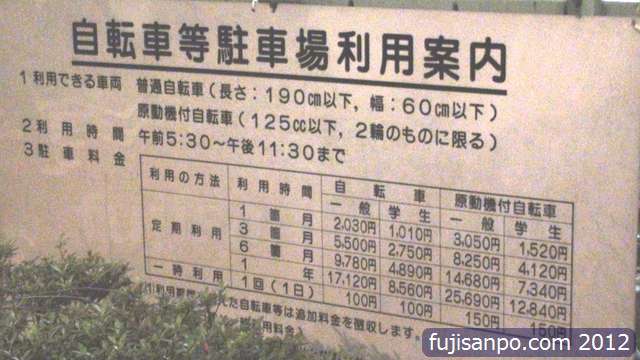 自転車等駐車場利用案内
1 利用できる車両 普通自転車(長さ:190cm以下, 幅:60cm以下)
原動機付自転車(125cc以下, 2輪のものに限る)
2 利用時間 午前5:30〜午後11:30まで
3 駐車料金
利用の方法 利用時間 自転車 原動機付自転車
一般 学生 一般 学生
定期利用 1箇月 2,030円 1,010円 3,050円 1,520円
3箇月 5,500円 2,750円 8,250円 4,120円
6箇月 9,780円 4,890円 14,680円 7,340円
1年 17,120円 8,560円 25,690円 12,840円
一時利用 1回(1日) 100円 100円 150円 150円
た自転車等は追加料金を徴収します。
用料金)
fujisanpo.com 2012